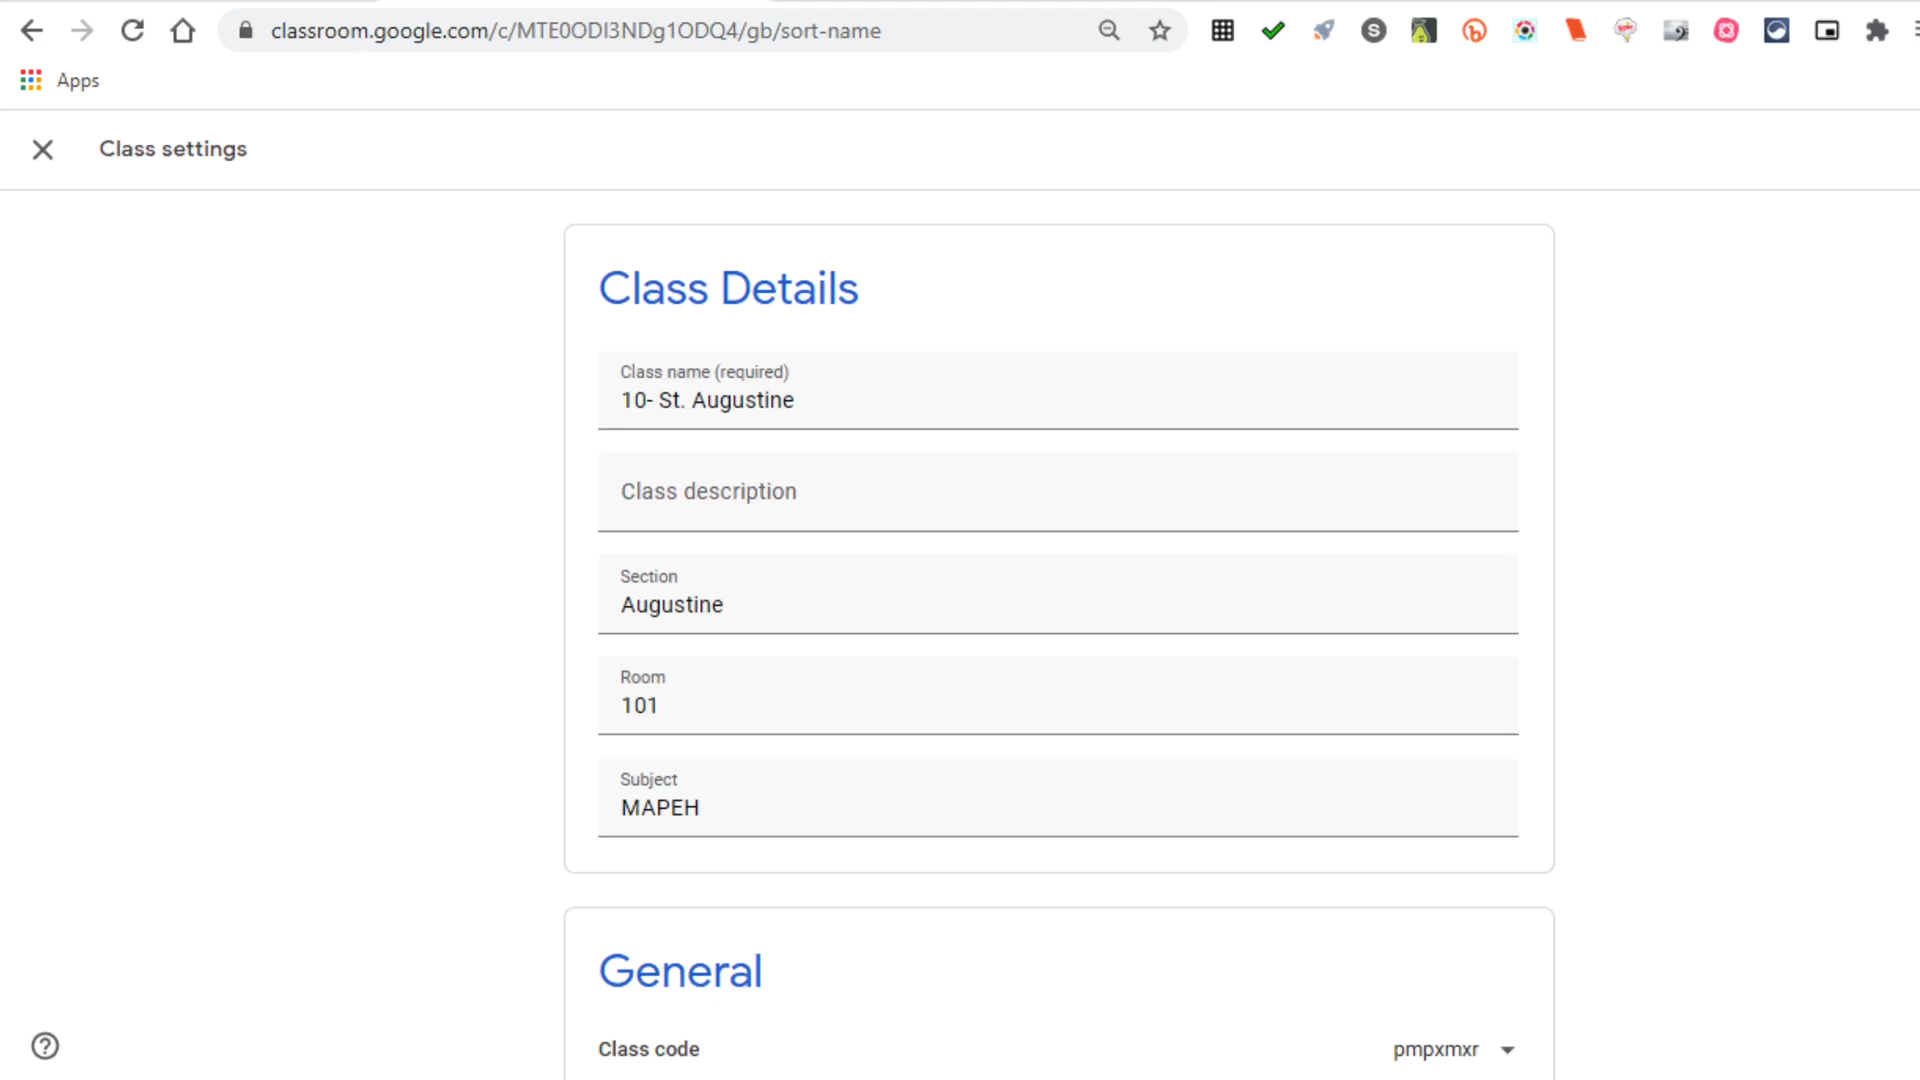 classroom.google.com/c/MTE0ODI3NDg1ODQ4/gb/sort-name
Apps
Class settings
Class Details
Class name (required)
10- St. Augustine
Class description
Section
Augustine
Room
101
Subject
MAPEH
General
Class code
pmpxmxr